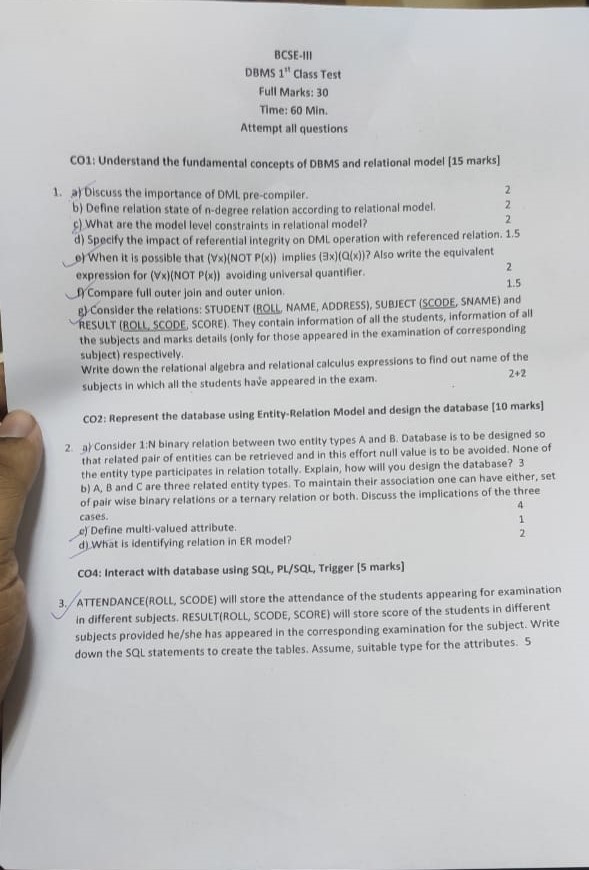 BCSE-III
DBMS 1st Class Test
Full Marks: 30
Time: 60 Min.
Attempt all questions
CO1: Understand the fundamental concepts of DBMS and relational model [15 marks]
1. a) Discuss the importance of DML pre-compiler. 2
b) Define relation state of n-degree relation according to relational model. 2
c) What are the model level constraints in relational model? 2
d) Specify the impact of referential integrity on DML operation with referenced relation. 1.5
e) When it is possible that (∀x)(NOT P(x)) implies (∃x)(Q(x))? Also write the equivalent
expression for (∀x)(NOT P(x)) avoiding universal quantifier. 2
f) Compare full outer join and outer union. 1.5
g) Consider the relations: STUDENT (ROLL, NAME, ADDRESS), SUBJECT (SCODE, SNAME) and
RESULT (ROLL, SCODE, SCORE). They contain information of all the students, information of all
the subjects and marks details (only for those appeared in the examination of corresponding
subject) respectively.
Write down the relational algebra and relational calculus expressions to find out name of the
subjects in which all the students have appeared in the exam. 2+2
CO2: Represent the database using Entity-Relation Model and design the database [10 marks]
2. a) Consider 1:N binary relation between two entity types A and B. Database is to be designed so
that related pair of entities can be retrieved and in this effort null value is to be avoided. None of
the entity type participates in relation totally. Explain, how will you design the database? 3
b) A, B and C are three related entity types. To maintain their association one can have either, set
of pair wise binary relations or a ternary relation or both. Discuss the implications of the three
cases. 4
c) Define multi-valued attribute. 1
d) What is identifying relation in ER model? 2
CO4: Interact with database using SQL, PL/SQL, Trigger [5 marks]
3. ATTENDANCE(ROLL, SCODE) will store the attendance of the students appearing for examination
in different subjects. RESULT(ROLL, SCODE, SCORE) will store score of the students in different
subjects provided he/she has appeared in the corresponding examination for the subject. Write
down the SQL statements to create the tables. Assume, suitable type for the attributes. 5